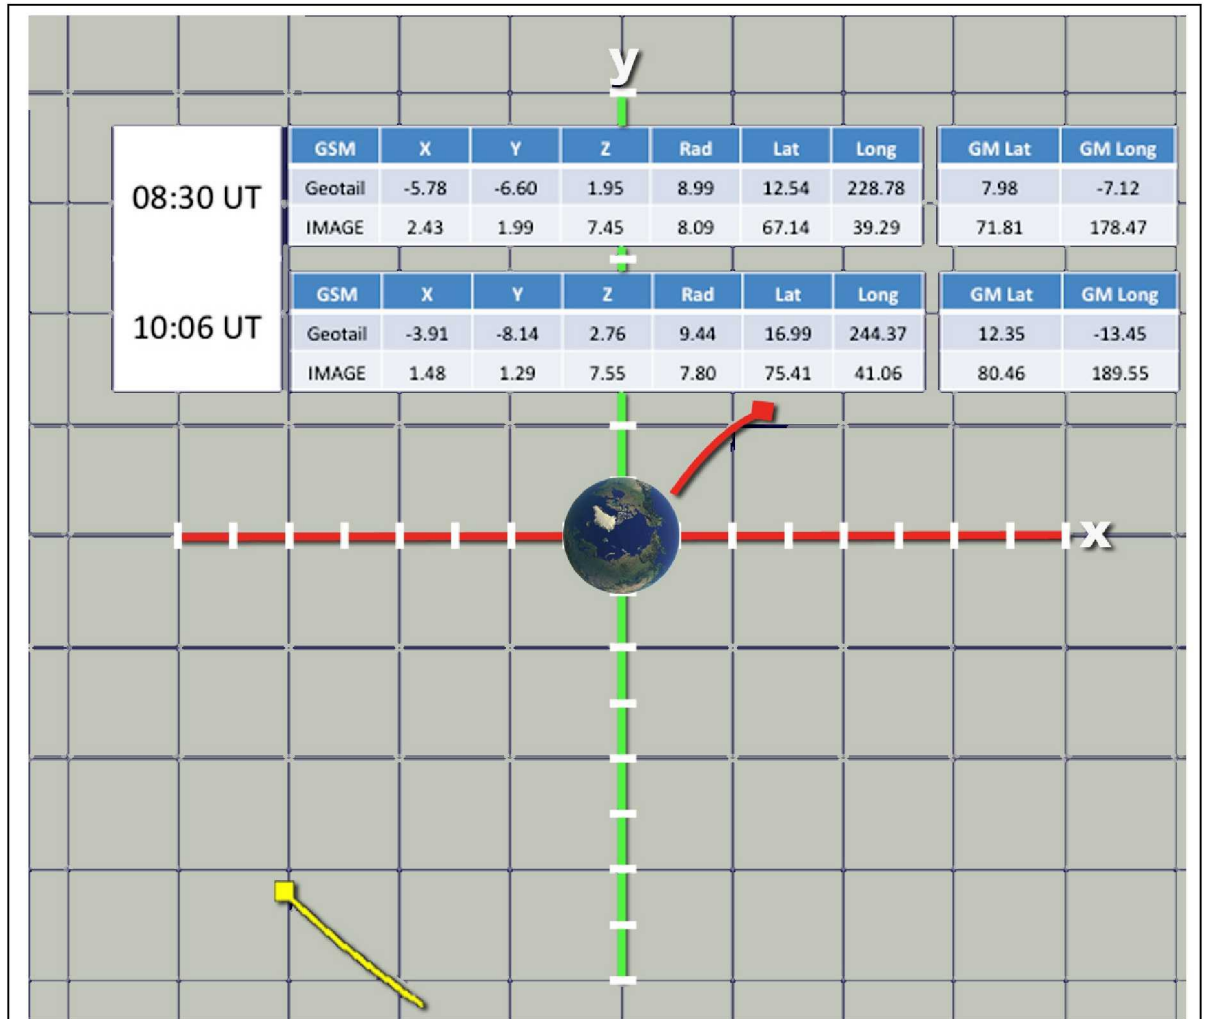 y
08:30 UT
GSM X Y Z Rad Lat Long GM Lat GM Long
Geotail -5.78 -6.60 1.95 8.99 12.54 228.78 7.98 -7.12
IMAGE 2.43 1.99 7.45 8.09 67.14 39.29 71.81 178.47
10:06 UT
GSM X Y Z Rad Lat Long GM Lat GM Long
Geotail -3.91 -8.14 2.76 9.44 16.99 244.37 12.35 -13.45
IMAGE 1.48 1.29 7.55 7.80 75.41 41.06 80.46 189.55
x